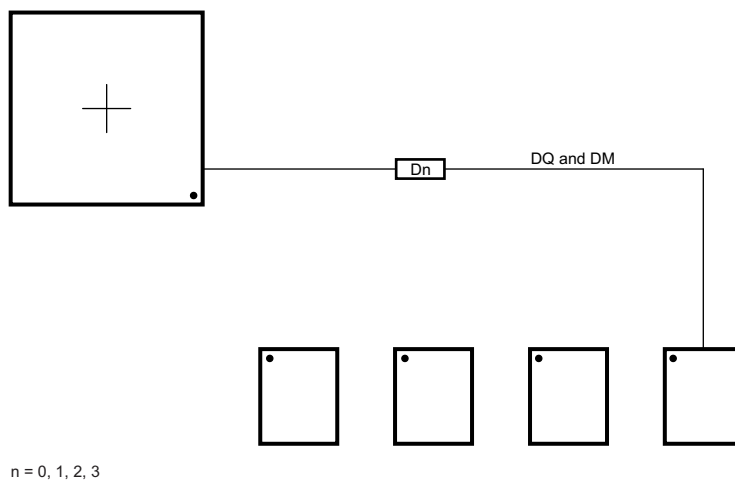 DQ and DM
Dn
n = 0, 1, 2, 3